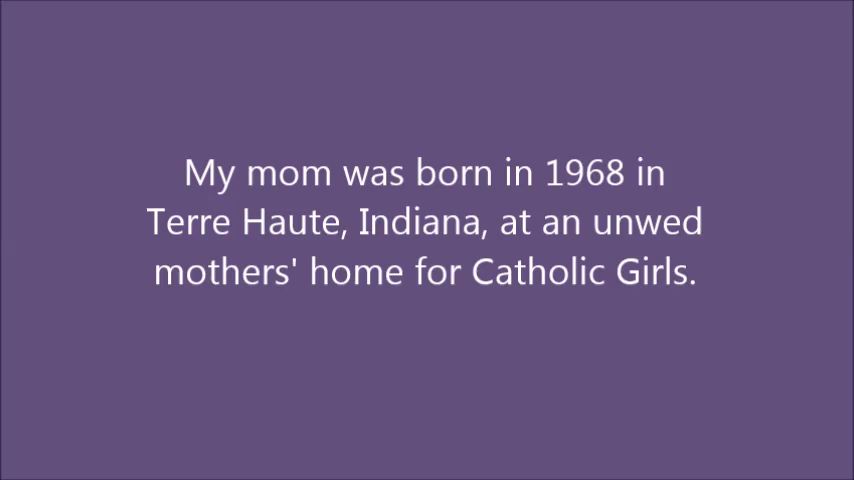 My mom was born in 1968 in
Terre Haute, Indiana, at an unwed
mothers' home for Catholic Girls.